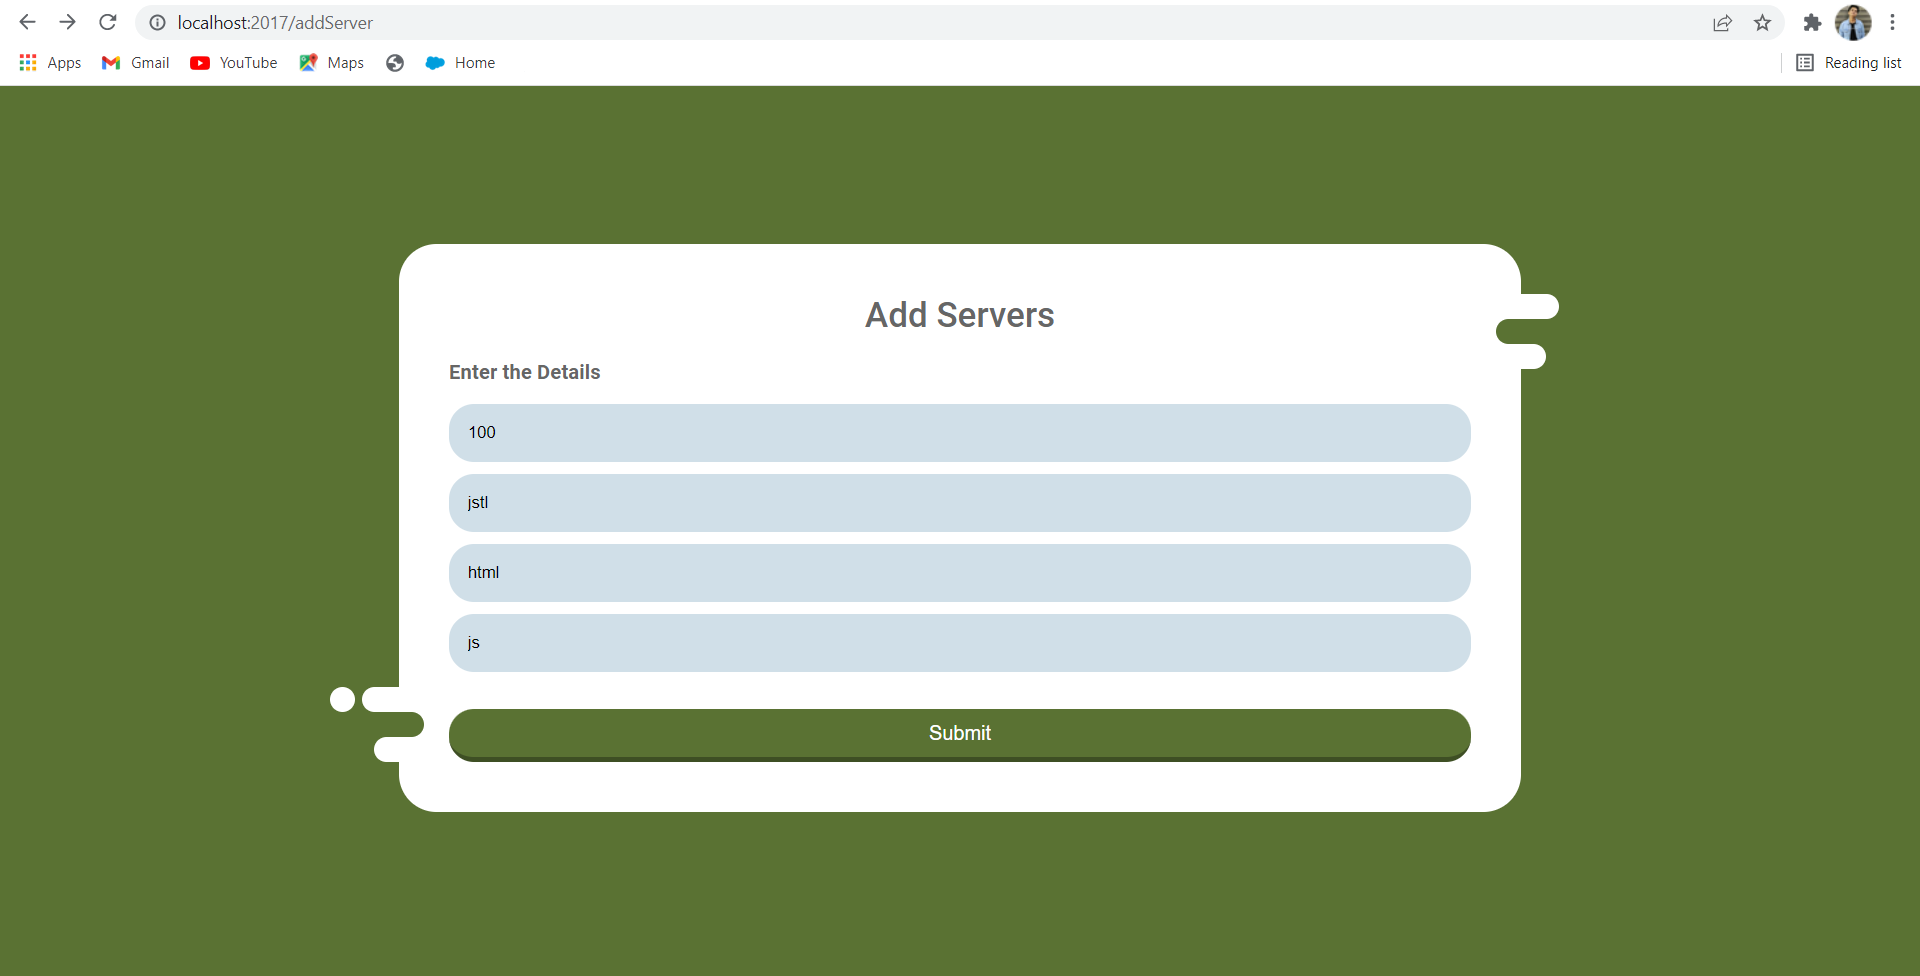 localhost:2017/addServer
Apps Gmail YouTube Maps Home Reading list
Add Servers
Enter the Details
100
jstl
html
js
Submit